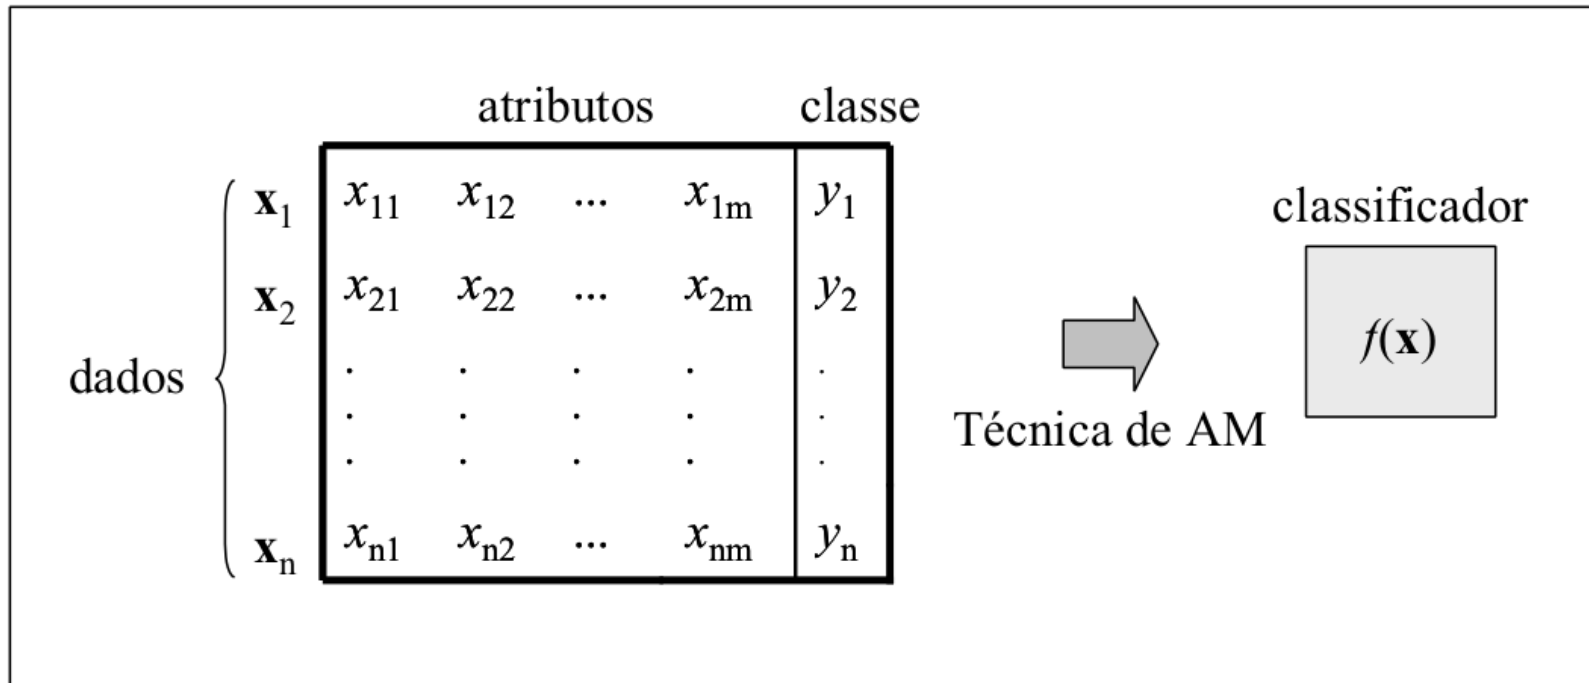 atributos classe
x₁ x₁₁ x₁₂ ... x₁ₘ y₁
classificador
x₂ x₂₁ x₂₂ ... x₂ₘ y₂
f(x)
dados
. . . . .
. . . . .
. . . . .
Técnica de AM
xₙ xₙ₁ xₙ₂ ... xₙₘ yₙ